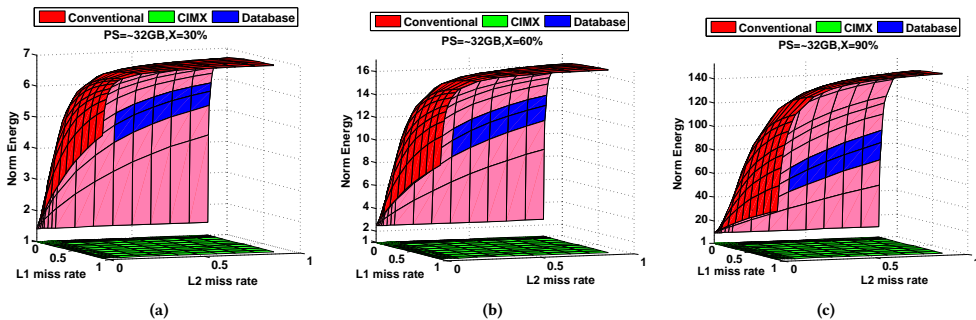 Conventional CIMX Database
PS=~32GB,X=30%
7
6
5
4
3
2
1
Norm Energy
0
0.5
1
L1 miss rate
0
0.5
1
L2 miss rate
(a)
Conventional CIMX Database
PS=~32GB,X=60%
16
14
12
10
8
6
4
2
1
Norm Energy
0
0.5
1
L1 miss rate
0
0.5
1
L2 miss rate
(b)
Conventional CIMX Database
PS=~32GB,X=90%
140
120
100
80
60
40
20
1
Norm Energy
0
0.5
1
L1 miss rate
0
0.5
L2 miss rate
(c)